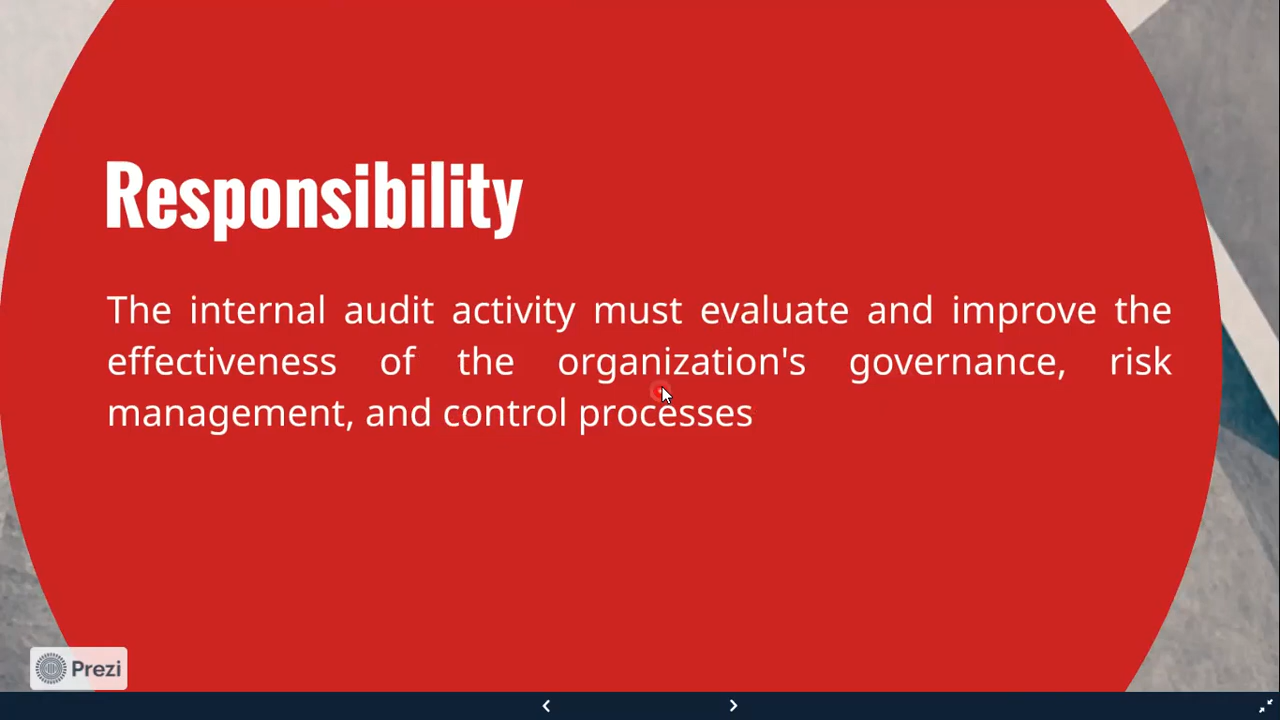 Responsibility
The internal audit activity must evaluate and improve the
effectiveness of the organization's governance, risk
management, and control processes
Prezi